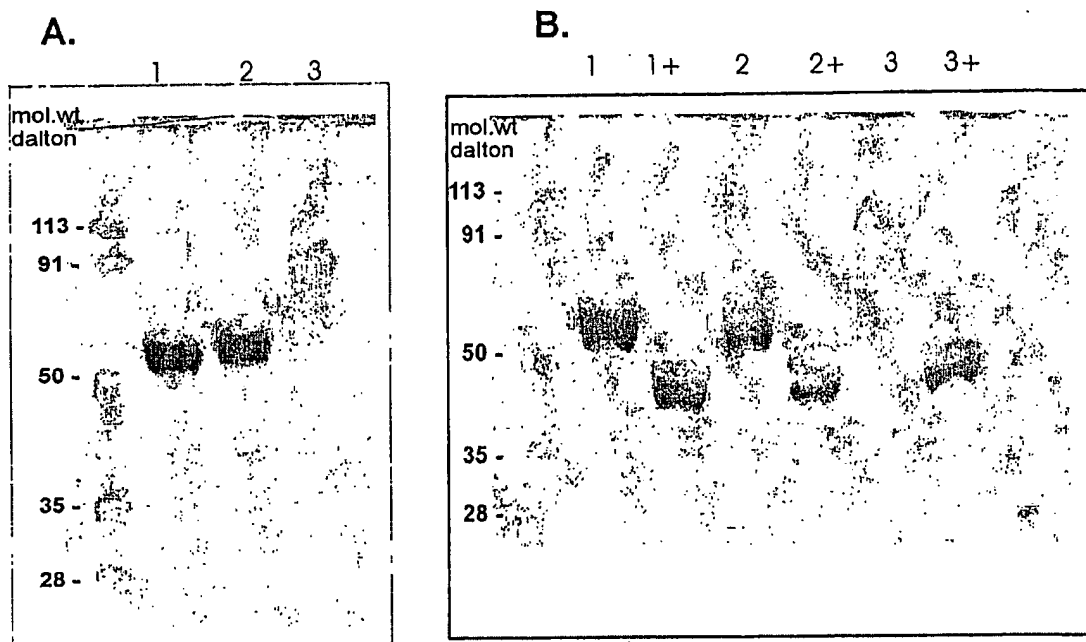 A.
1 2 3
mol.wt
dalton
113 -
91 -
50 -
35 -
28 -
B.
1 1+ 2 2+ 3 3+
mol.wt
dalton
113 -
91 -
50 -
35 -
28 -